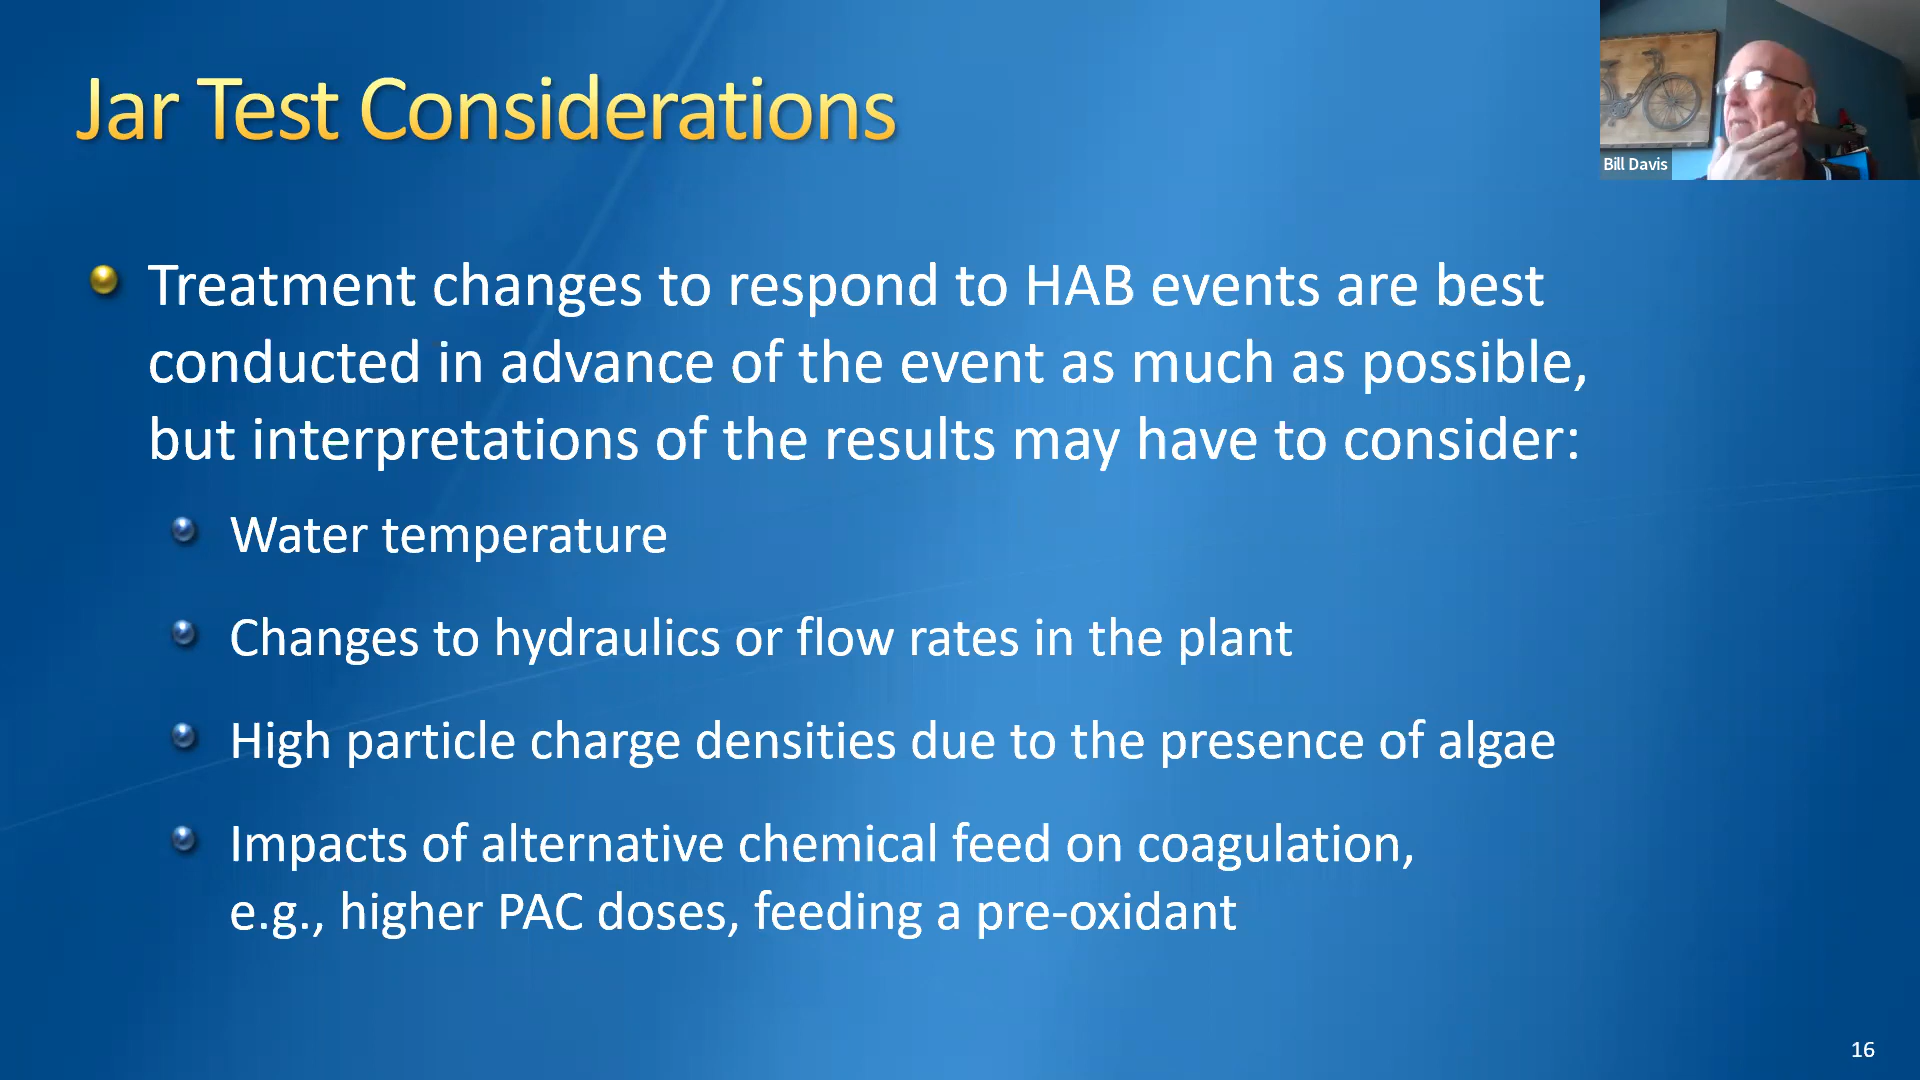 Jar Test Considerations
Bill Davis
Treatment changes to respond to HAB events are best
conducted in advance of the event as much as possible,
but interpretations of the results may have to consider:
Water temperature
Changes to hydraulics or flow rates in the plant
High particle charge densities due to the presence of algae
Impacts of alternative chemical feed on coagulation,
e.g., higher PAC doses, feeding a pre-oxidant
16